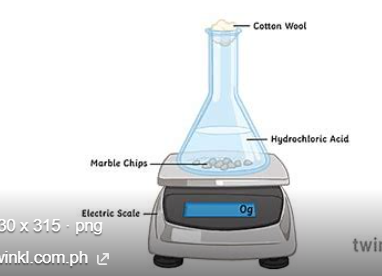 Cotton Wool
Hydrochloric Acid
Marble Chips
Electric Scale
0g
30 x 315 · png
winkl.com.ph
twin